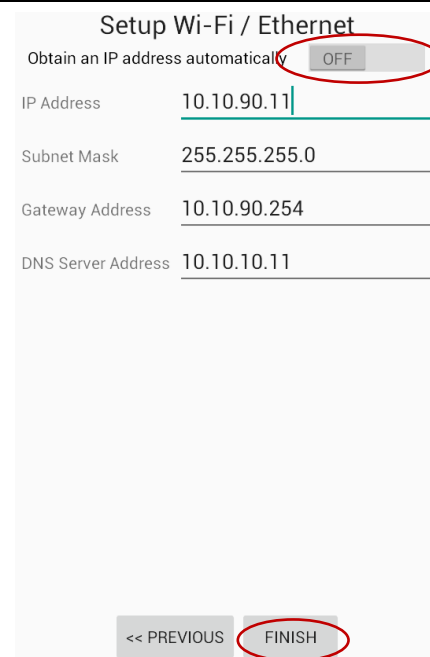 Setup Wi-Fi / Ethernet
Obtain an IP address automatically OFF
IP Address 10.10.90.11
Subnet Mask 255.255.255.0
Gateway Address 10.10.90.254
DNS Server Address 10.10.10.11
<< PREVIOUS FINISH